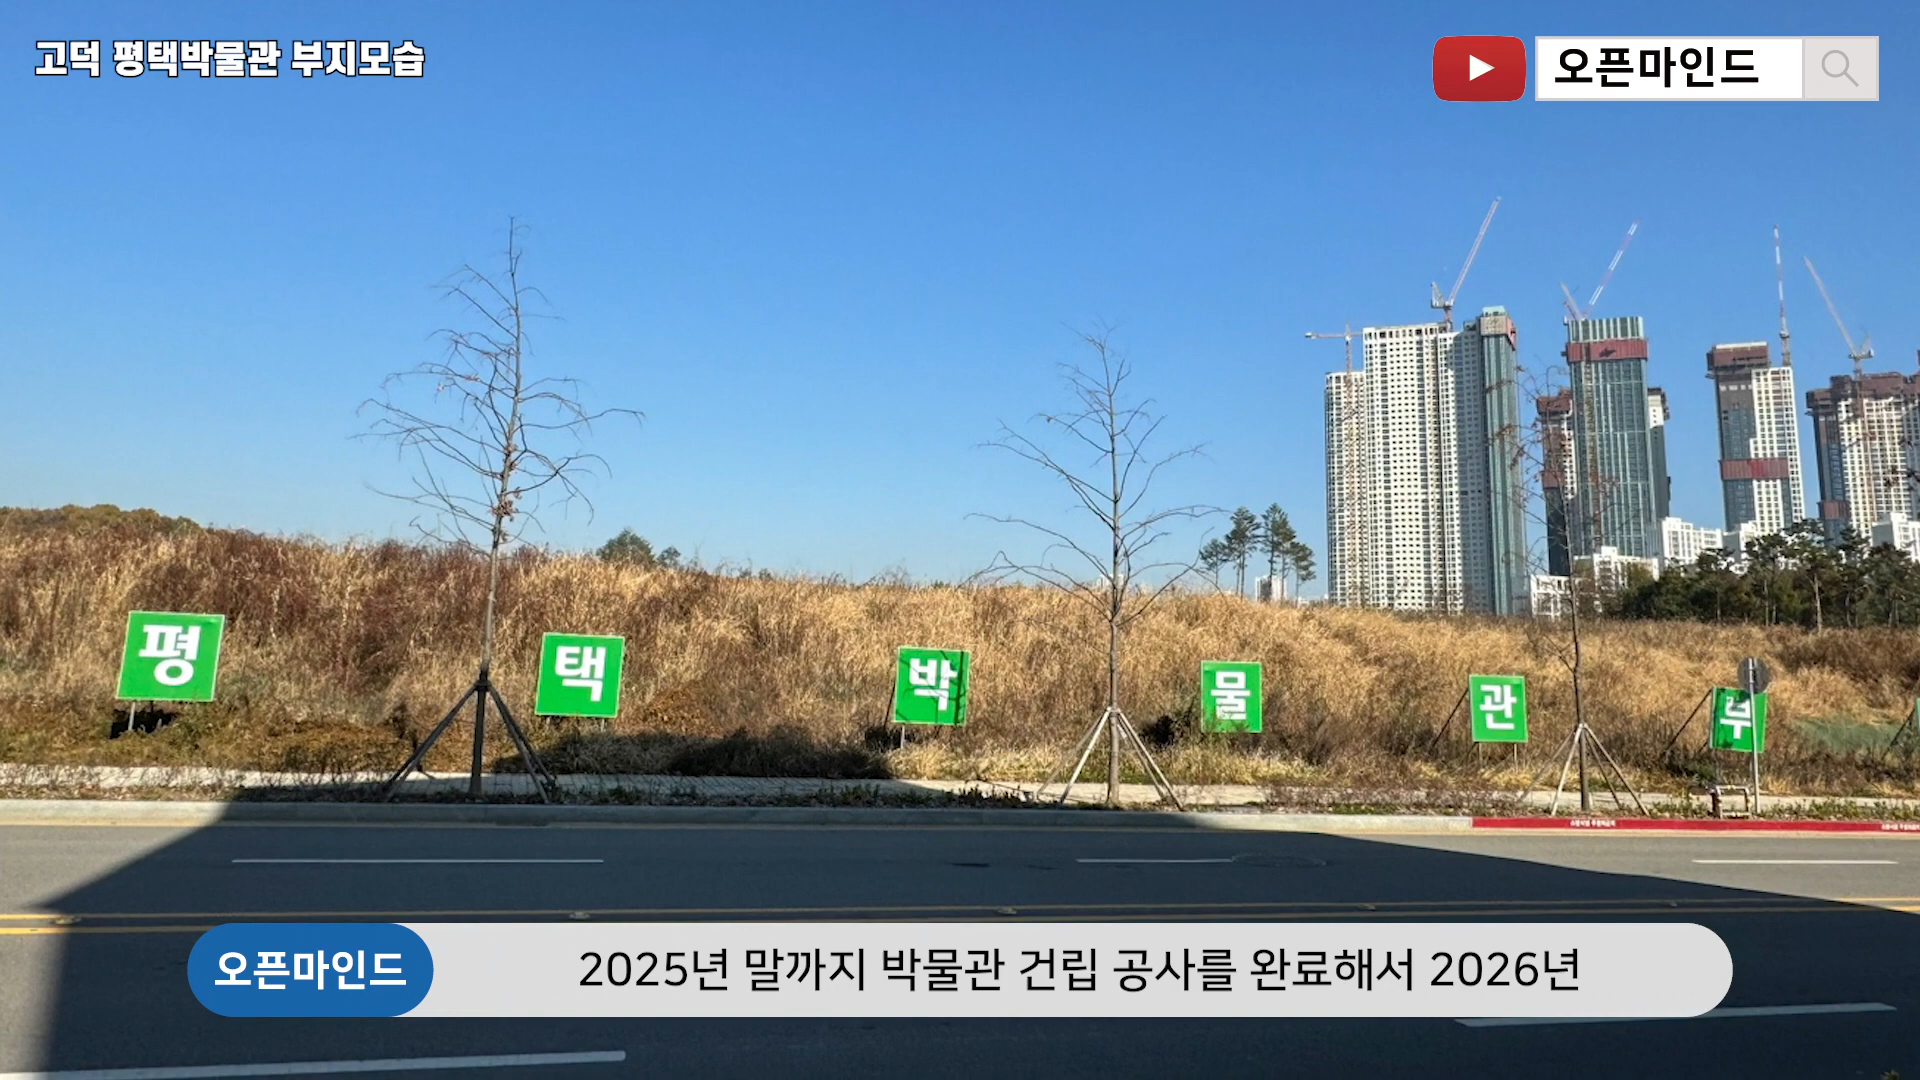 고덕 평택박물관 부지모습
오픈마인드
평 택 박 물 관 부
오픈마인드
2025년 말까지 박물관 건립 공사를 완료해서 2026년